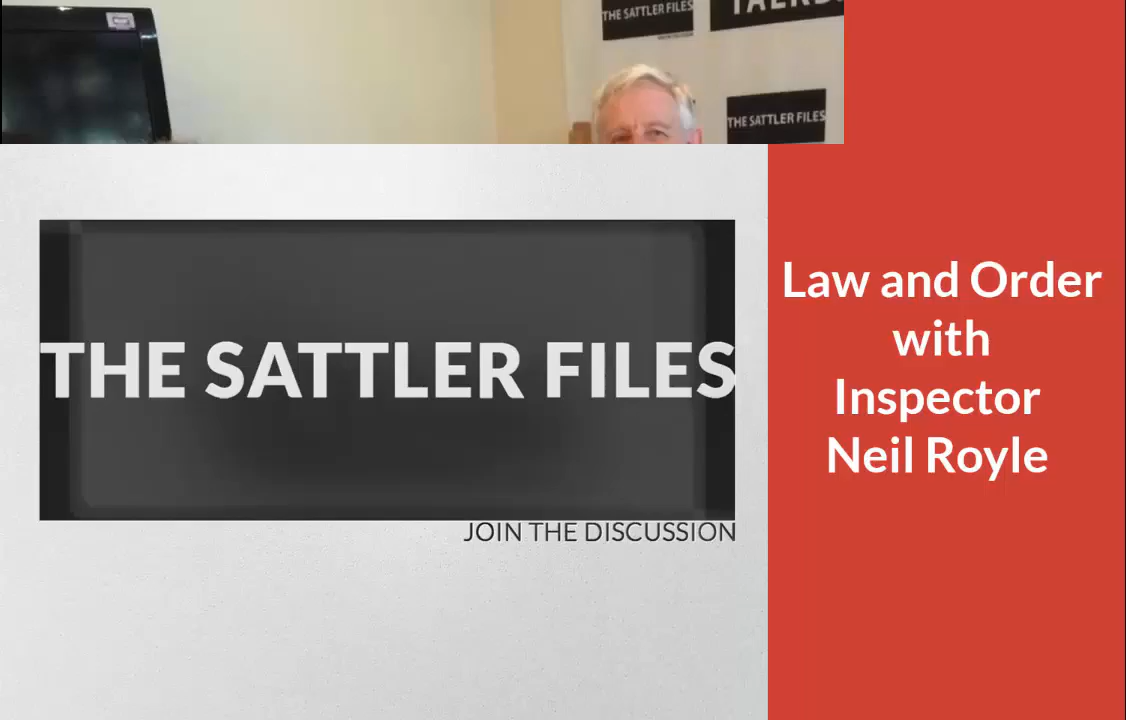 THE SATTLER FILES
THE SATTLER FILES
THE SATTLER FILES
JOIN THE DISCUSSION
Law and Order
with
Inspector
Neil Royle